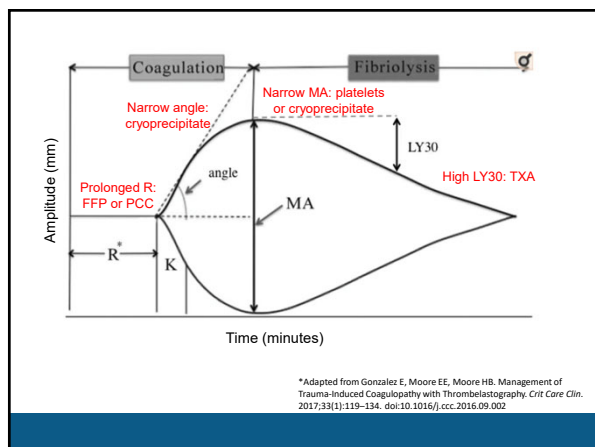 Coagulation
Fibriolysis
Narrow angle:
cryoprecipitate
Narrow MA: platelets
or cryoprecipitate
LY30
angle
High LY30: TXA
Prolonged R:
FFP or PCC
MA
R*
K
Amplitude (mm)
Time (minutes)
*Adapted from Gonzalez E, Moore EE, Moore HB. Management of
Trauma-Induced Coagulopathy with Thrombelastography. Crit Care Clin.
2017;33(1):119–134. doi:10.1016/j.ccc.2016.09.002